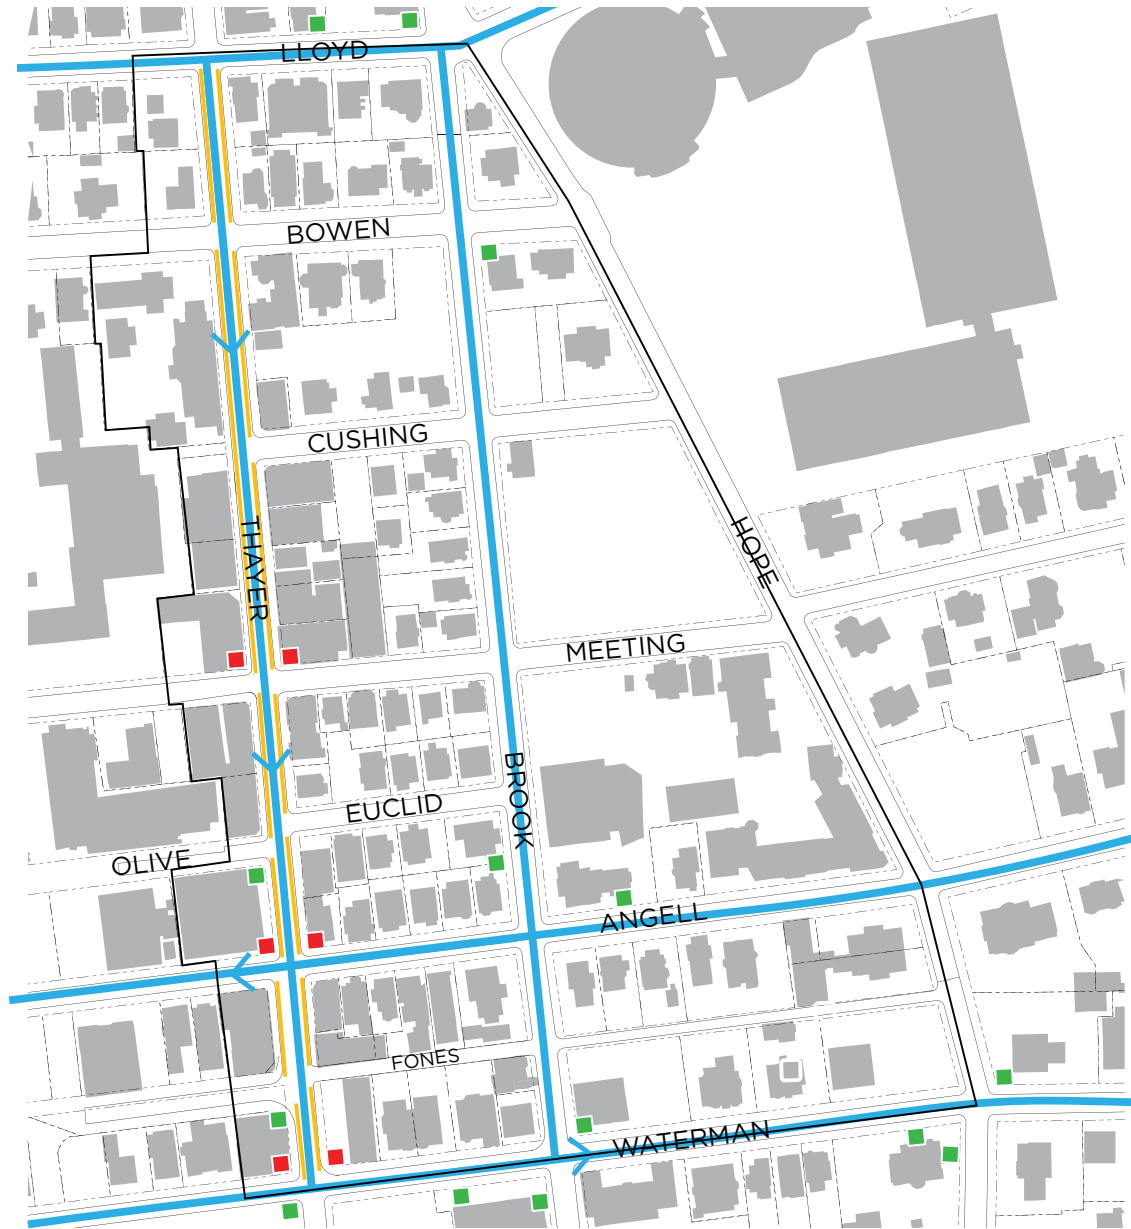 LLOYD
BOWEN
CUSHING
THAYER
HOPE
MEETING
BROOK
EUCLID
OLIVE
ANGELL
FONES
WATERMAN